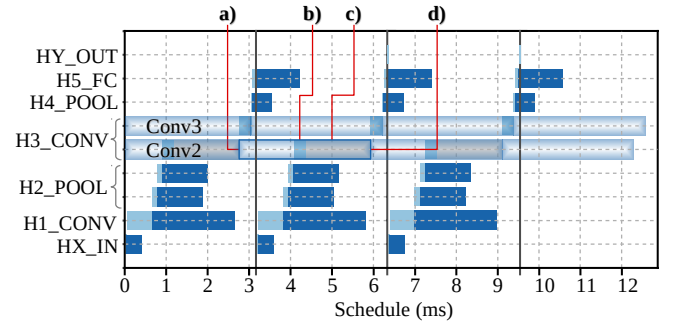 a) b) c) d)
HY_OUT
H5_FC
H4_POOL
Conv3
H3_CONV
Conv2
H2_POOL
H1_CONV
HX_IN
0 1 2 3 4 5 6 7 8 9 10 11 12
Schedule (ms)